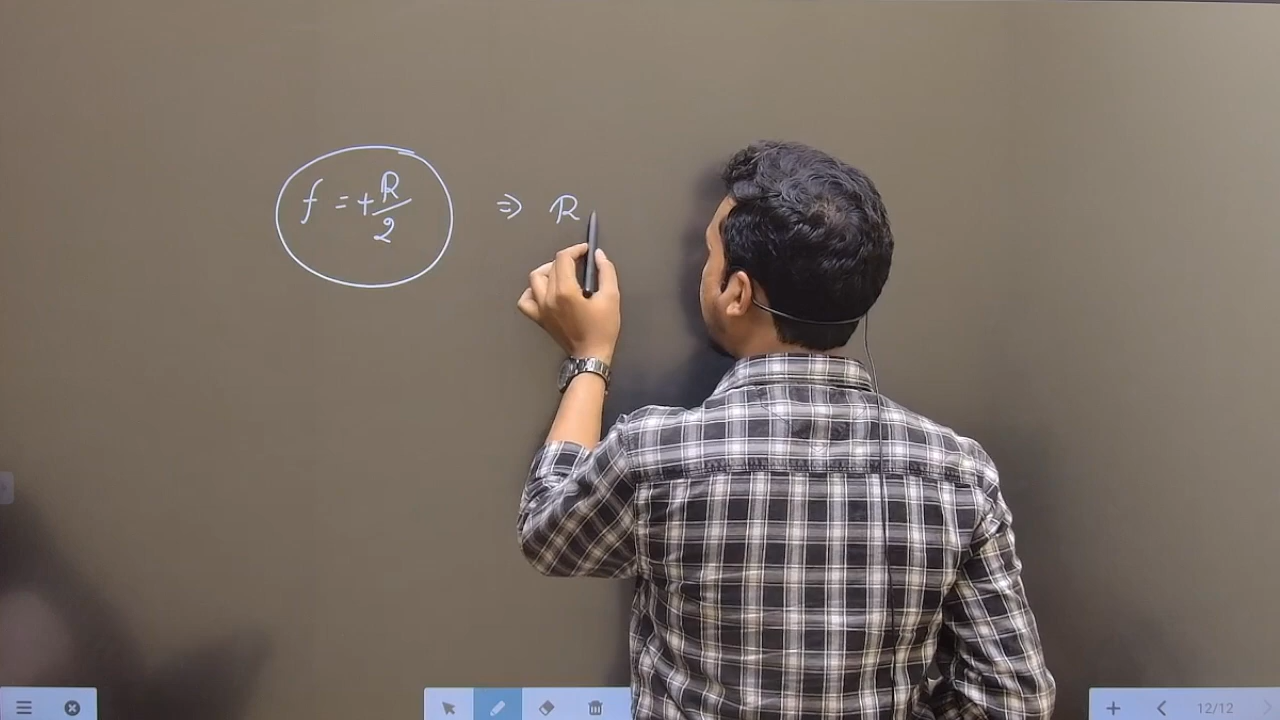 f = + R/2 ⇒ R
12/12